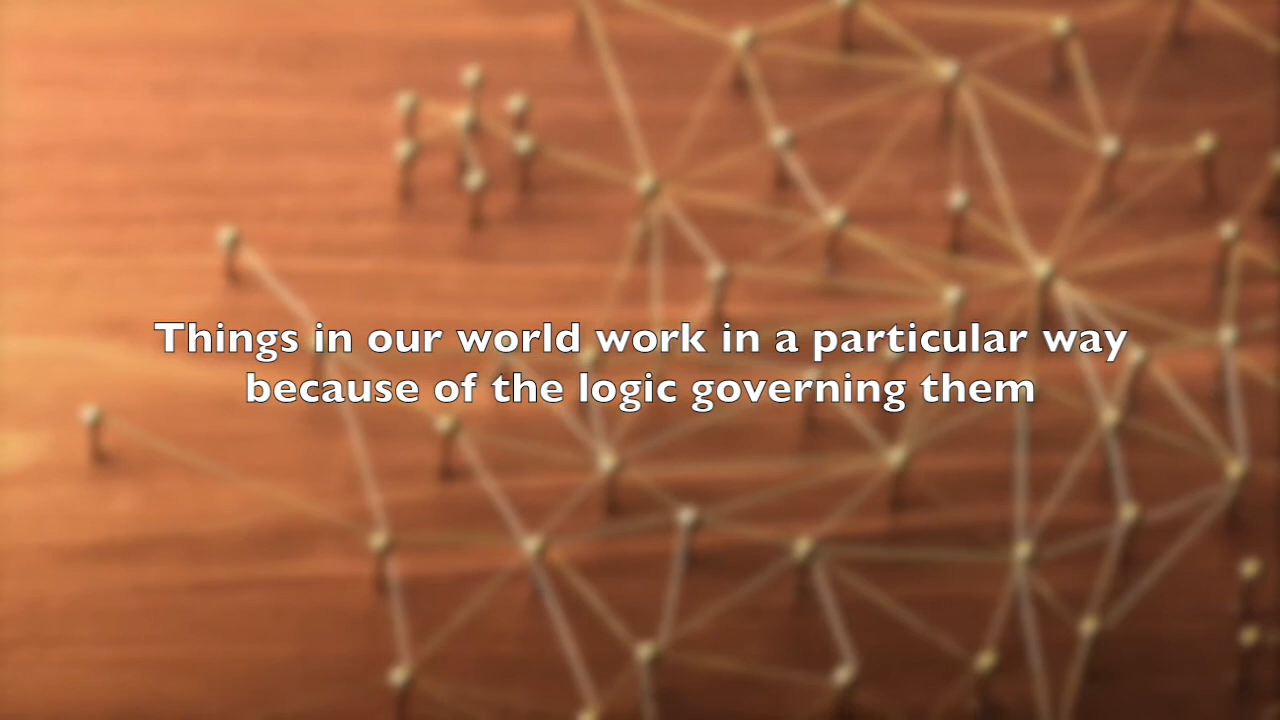 Things in our world work in a particular way
because of the logic governing them